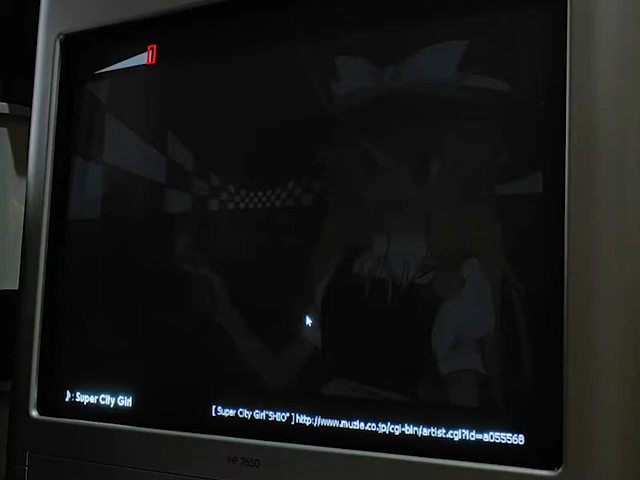 ♪: Super City Girl
[ Super City Girl"SHIO" ] http://www.muzie.co.jp/cgi-bin/artist.cgi?id=a055568
HP 7650